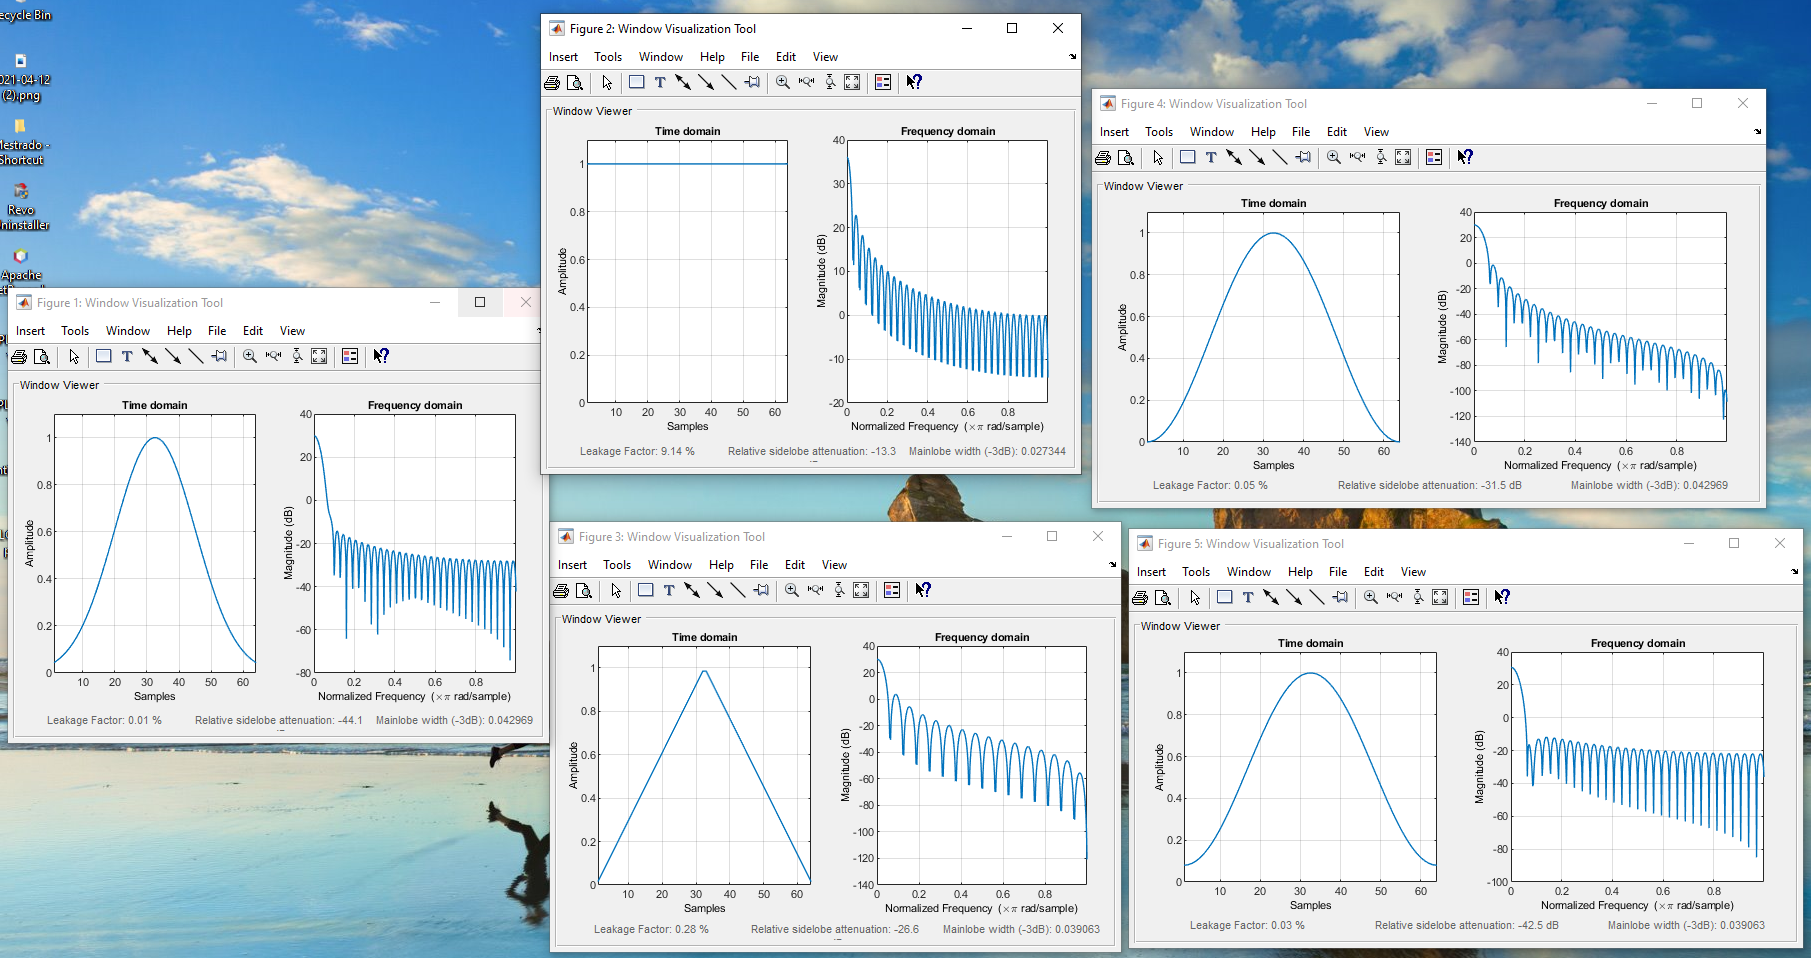 ecycle Bin
021-04-12
(2).png
Mestrado -
Shortcut
Revo
Uninstaller
Apache
Figure 1: Window Visualization Tool
Insert Tools Window Help File Edit View
Window Viewer
Time domain
Frequency domain
Amplitude
1
0.8
0.6
0.4
0.2
0
10 20 30 40 50 60
Samples
Magnitude (dB)
40
20
0
-20
-40
-60
-80
0 0.2 0.4 0.6 0.8
Normalized Frequency (×π rad/sample)
Leakage Factor: 0.01 % Relative sidelobe attenuation: -44.1 Mainlobe width (-3dB): 0.042969
Figure 2: Window Visualization Tool
Insert Tools Window Help File Edit View
Window Viewer
Time domain
Frequency domain
Amplitude
1
0.8
0.6
0.4
0.2
0
10 20 30 40 50 60
Samples
Magnitude (dB)
40
30
20
10
0
-10
-20
0 0.2 0.4 0.6 0.8
Normalized Frequency (×π rad/sample)
Leakage Factor: 9.14 % Relative sidelobe attenuation: -13.3 Mainlobe width (-3dB): 0.027344
Figure 3: Window Visualization Tool
Insert Tools Window Help File Edit View
Window Viewer
Time domain
Frequency domain
Amplitude
1
0.8
0.6
0.4
0.2
0
10 20 30 40 50 60
Samples
Magnitude (dB)
40
20
0
-20
-40
-60
-80
-100
-120
-140
0 0.2 0.4 0.6 0.8
Normalized Frequency (×π rad/sample)
Leakage Factor: 0.28 % Relative sidelobe attenuation: -26.6 Mainlobe width (-3dB): 0.039063
Figure 4: Window Visualization Tool
Insert Tools Window Help File Edit View
Window Viewer
Time domain
Frequency domain
Amplitude
1
0.8
0.6
0.4
0.2
0
10 20 30 40 50 60
Samples
Magnitude (dB)
40
20
0
-20
-40
-60
-80
-100
-120
-140
0 0.2 0.4 0.6 0.8
Normalized Frequency (×π rad/sample)
Leakage Factor: 0.05 % Relative sidelobe attenuation: -31.5 dB Mainlobe width (-3dB): 0.042969
Figure 5: Window Visualization Tool
Insert Tools Window Help File Edit View
Window Viewer
Time domain
Frequency domain
Amplitude
1
0.8
0.6
0.4
0.2
0
10 20 30 40 50 60
Samples
Magnitude (dB)
40
20
0
-20
-40
-60
-80
-100
0 0.2 0.4 0.6 0.8
Normalized Frequency (×π rad/sample)
Leakage Factor: 0.03 % Relative sidelobe attenuation: -42.5 dB Mainlobe width (-3dB): 0.039063